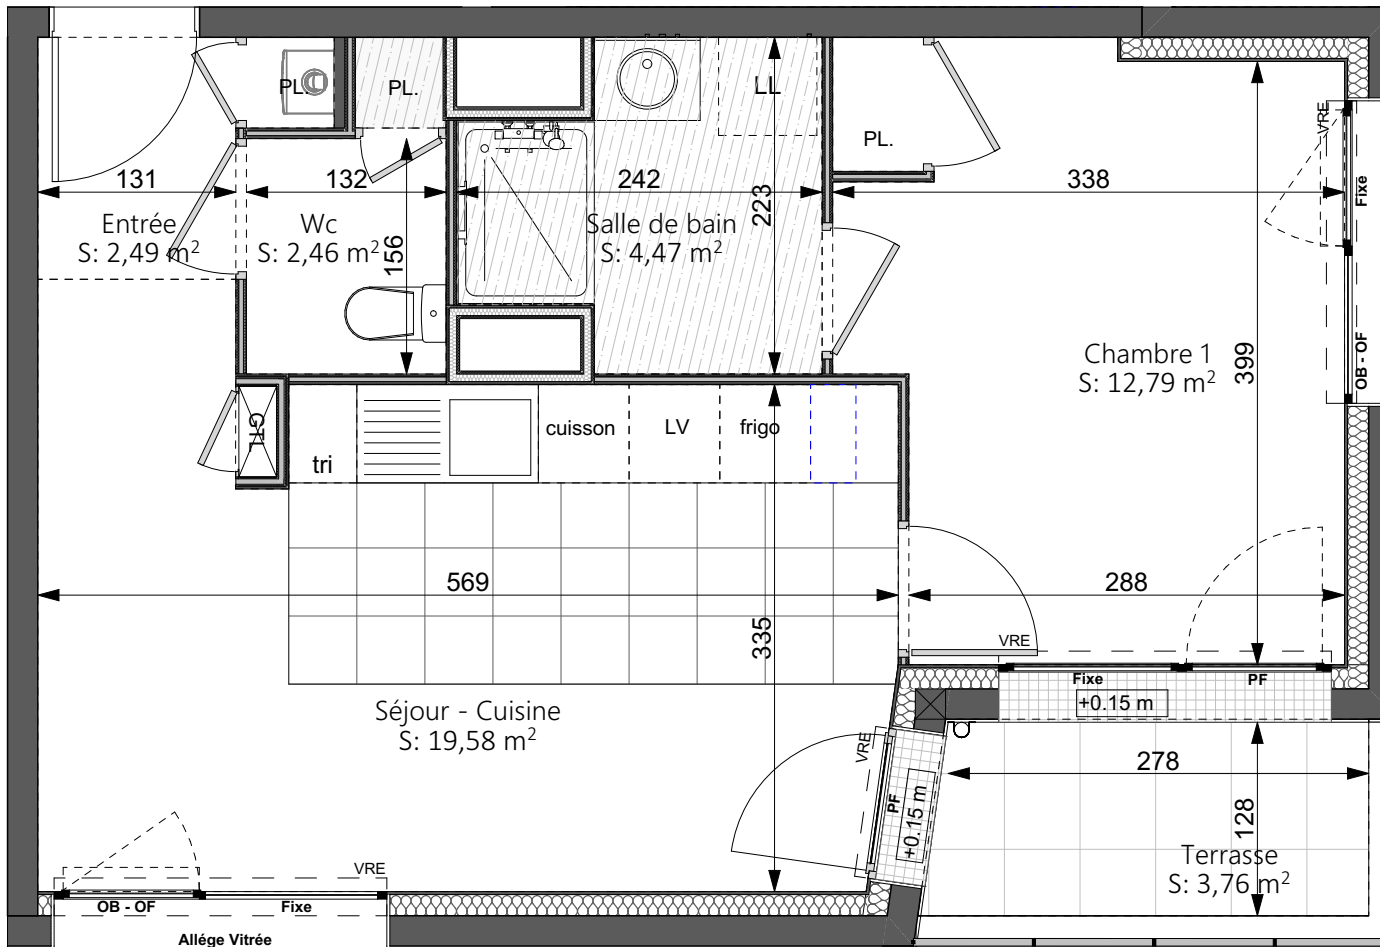 PL.
PL.
LL
PL.
VRE
Fixe
131
132
242
223
338
Entrée
S: 2,49 m²
Wc
S: 2,46 m²
156
Salle de bain
S: 4,47 m²
Chambre 1
S: 12,79 m²
399
OB - OF
GTL
tri
cuisson
LV
frigo
569
335
288
VRE
Fixe
PF
+0.15 m
Séjour - Cuisine
S: 19,58 m²
VRE
PF
+0.15 m
278
128
Terrasse
S: 3,76 m²
VRE
OB - OF
Fixe
Allége Vitrée